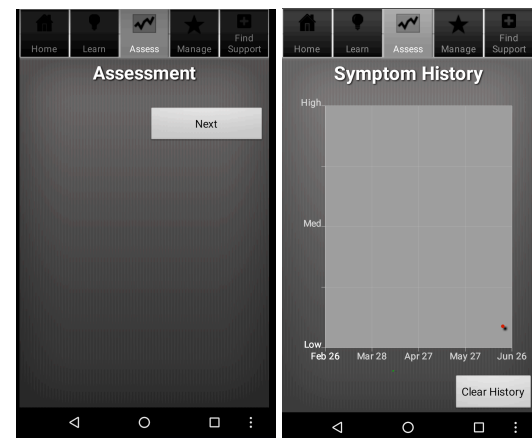 Home Learn Assess Manage Find Support
Assessment
Next
Home Learn Assess Manage Find Support
Symptom History
High
Med
Low
Feb 26 Mar 28 Apr 27 May 27 Jun 26
Clear History